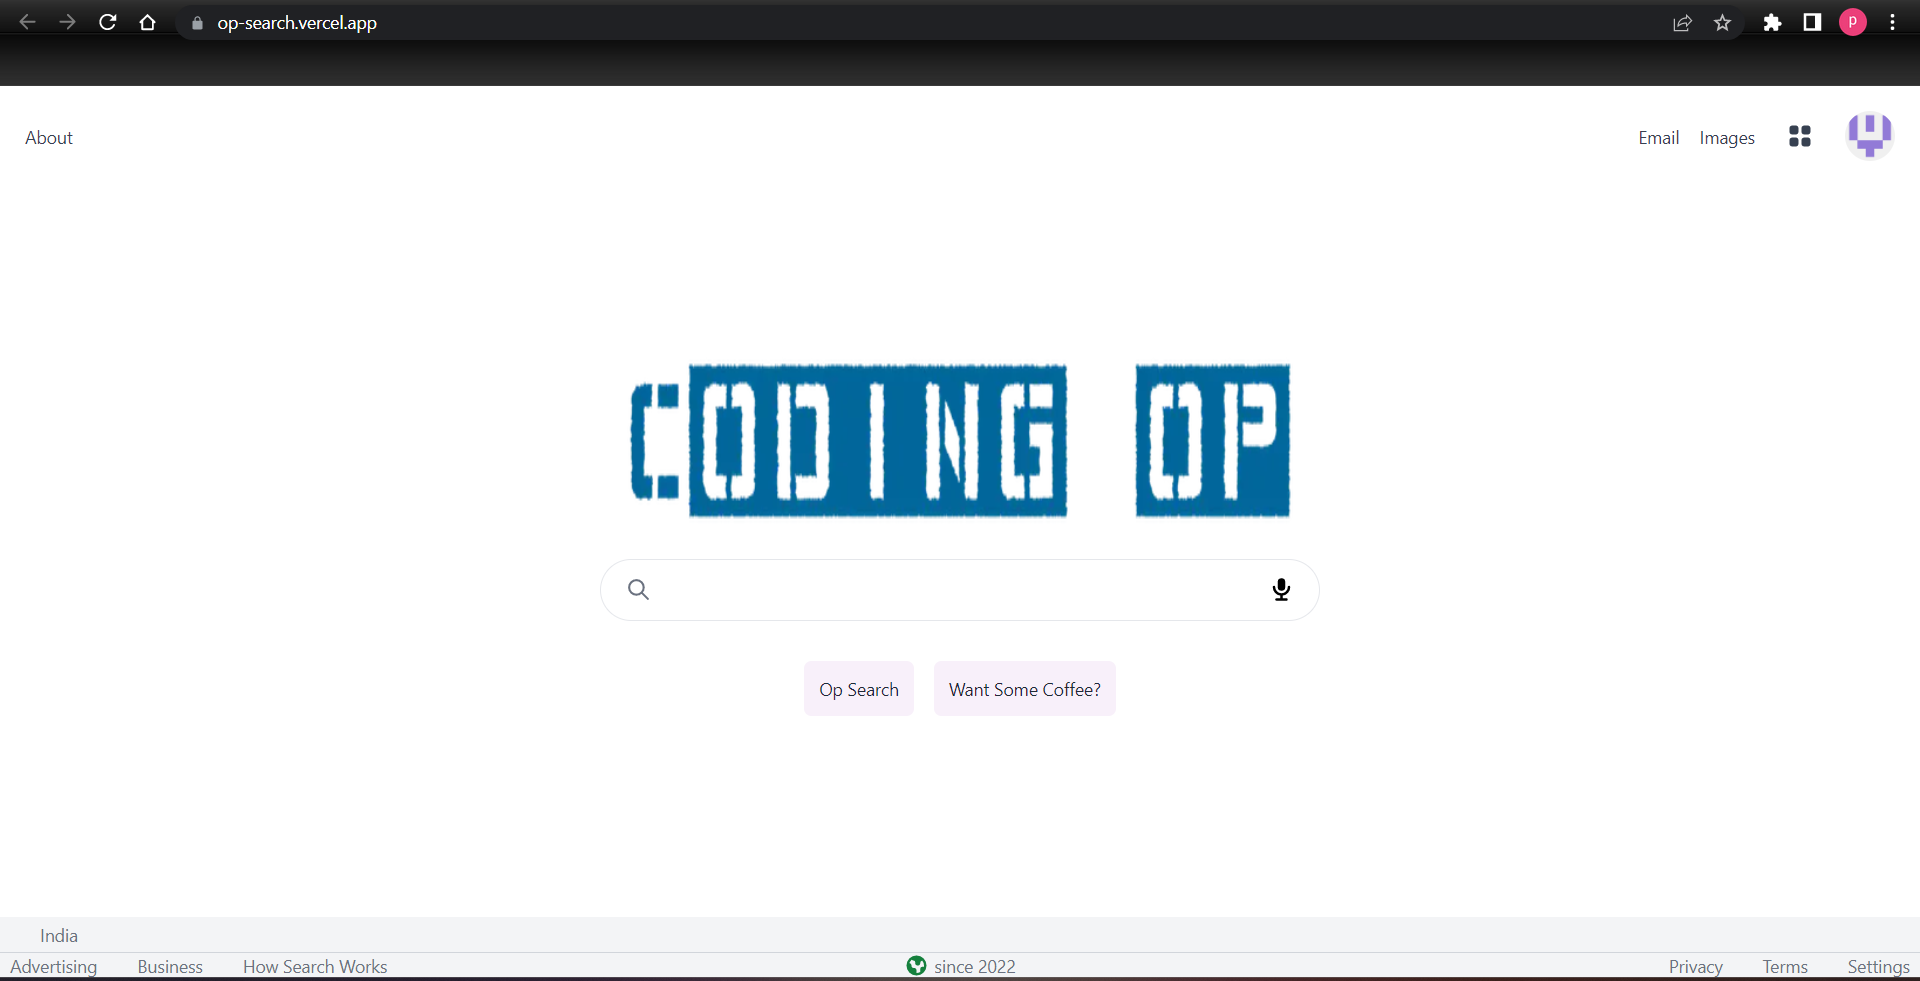 op-search.vercel.app
P
About
Email Images
CODING OP
Op Search
Want Some Coffee?
India
Advertising Business How Search Works
since 2022
Privacy Terms Settings